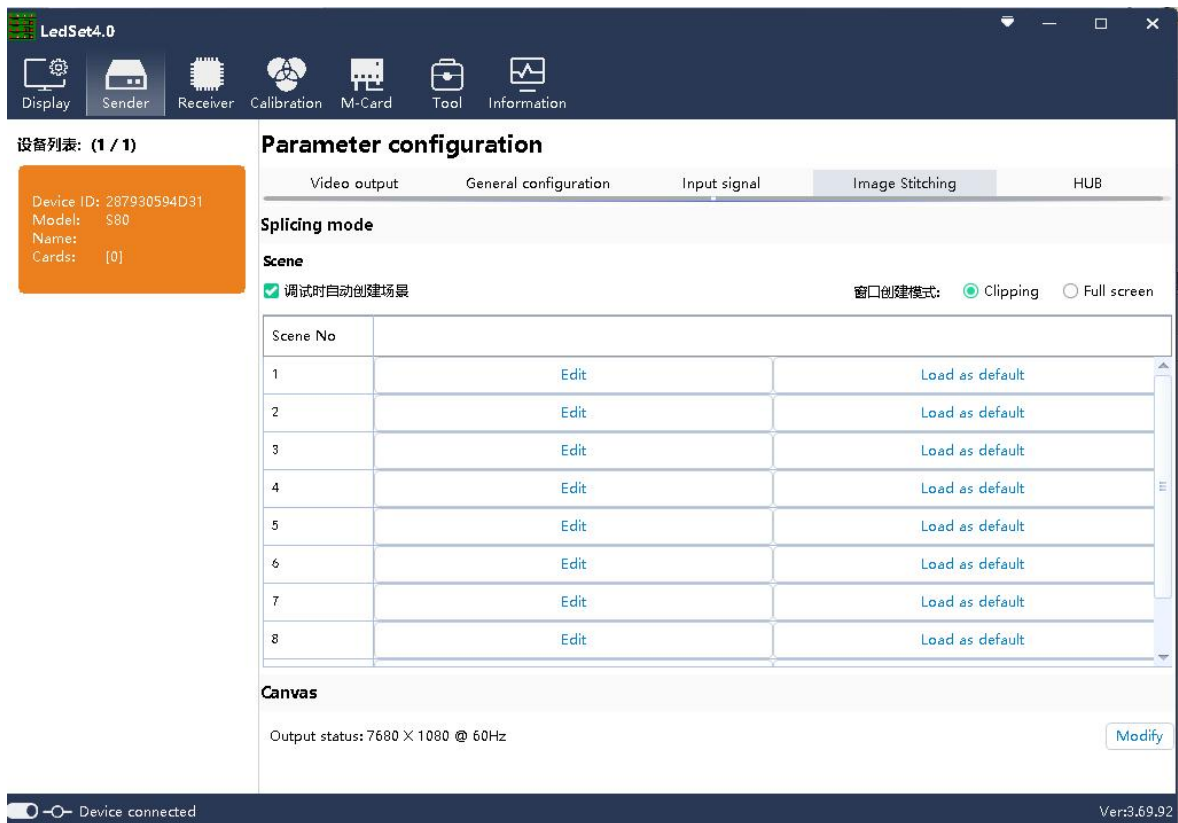 LedSet4.0
Display Sender Receiver Calibration M-Card Tool Information
设备列表: (1 / 1)
Device ID: 287930594D31
Model: S80
Name:
Cards: [0]
Parameter configuration
Video output General configuration Input signal Image Stitching HUB
Splicing mode
Scene
调试时自动创建场景
窗口创建模式: Clipping Full screen
Scene No
1 Edit Load as default
2 Edit Load as default
3 Edit Load as default
4 Edit Load as default
5 Edit Load as default
6 Edit Load as default
7 Edit Load as default
8 Edit Load as default
Canvas
Output status: 7680 X 1080 @ 60Hz
Modify
Device connected
Ver:3.69.92